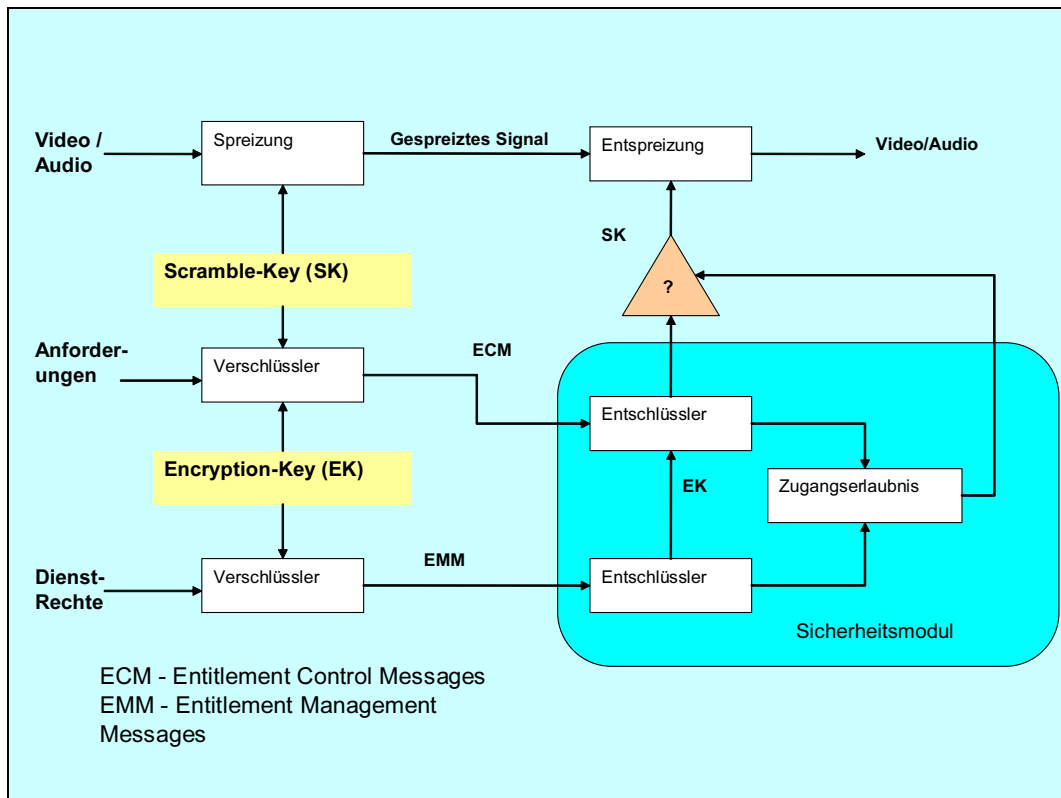 Video /
Audio
Spreizung
Gespreiztes Signal
Entspreizung
Video/Audio
SK
Scramble-Key (SK)
?
Anforder-
ungen
Verschlüssler
ECM
Entschlüssler
Encryption-Key (EK)
EK
Zugangserlaubnis
Dienst-
Rechte
Verschlüssler
EMM
Entschlüssler
Sicherheitsmodul
ECM - Entitlement Control Messages
EMM - Entitlement Management
Messages